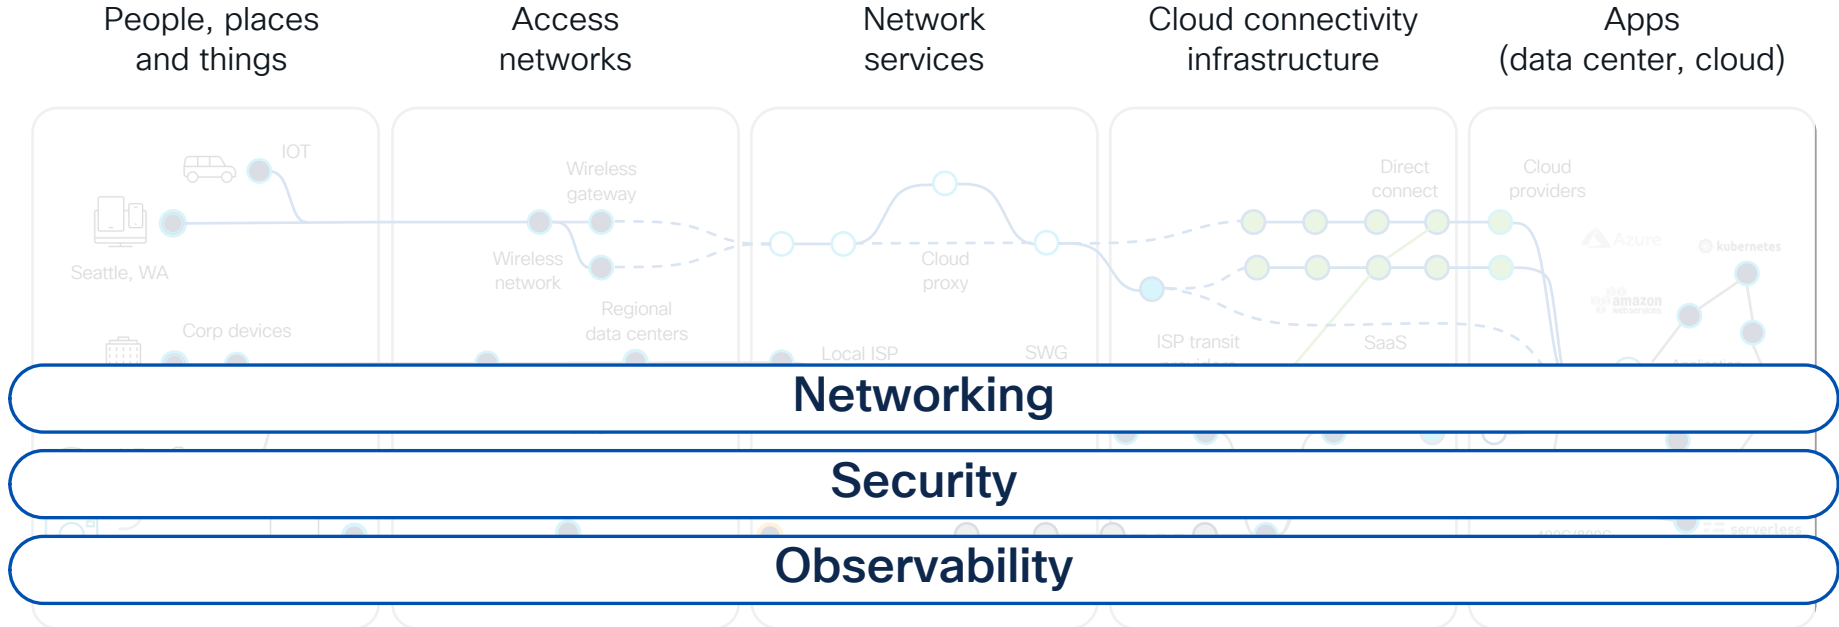 People, places
and things
Access
networks
Network
services
Cloud connectivity
infrastructure
Apps
(data center, cloud)
IOT
Seattle, WA
Corp devices
Wireless
gateway
Wireless
network
Regional
data centers
Cloud
proxy
Local ISP
SWG
Direct
connect
ISP transit
SaaS
Cloud
providers
Azure
kubernetes
amazon
webservices
Networking
Security
serverless
Observability